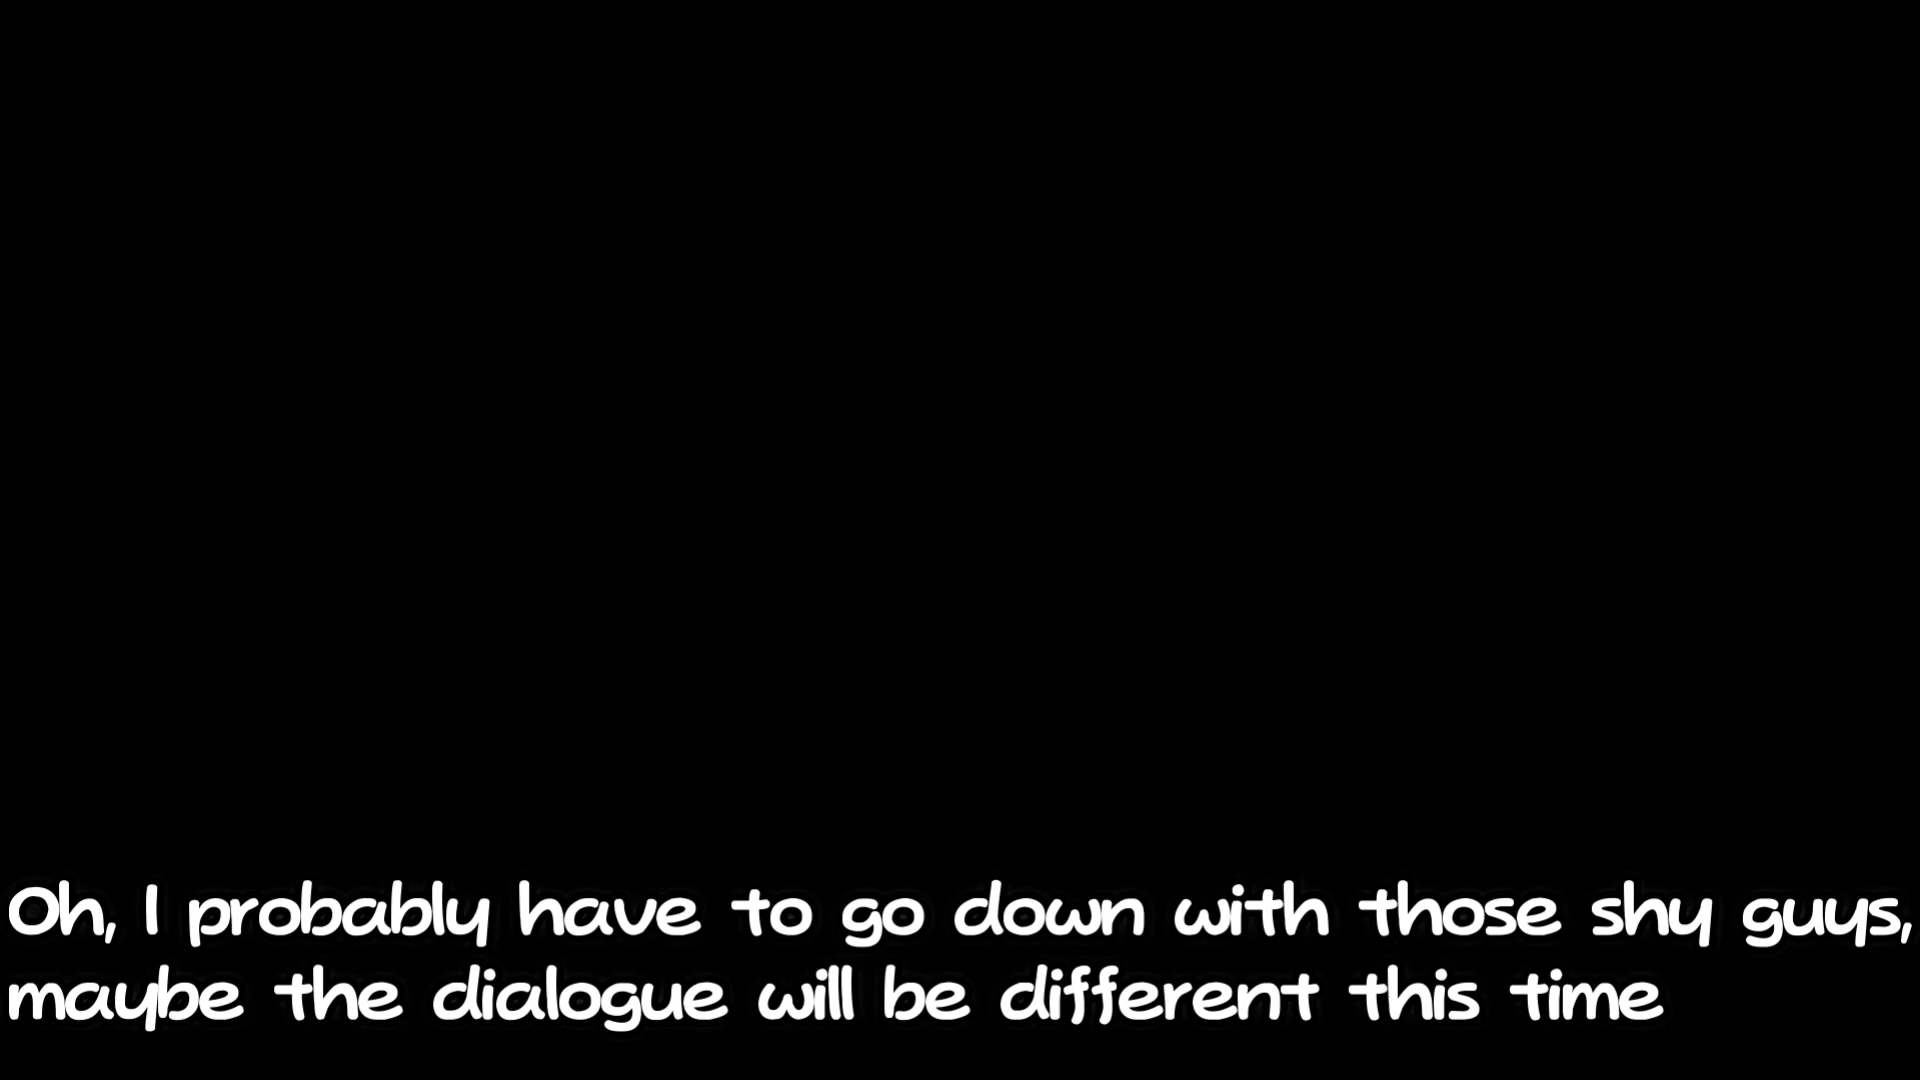 Oh, I probably have to go down with those shy guys,
maybe the dialogue will be different this time